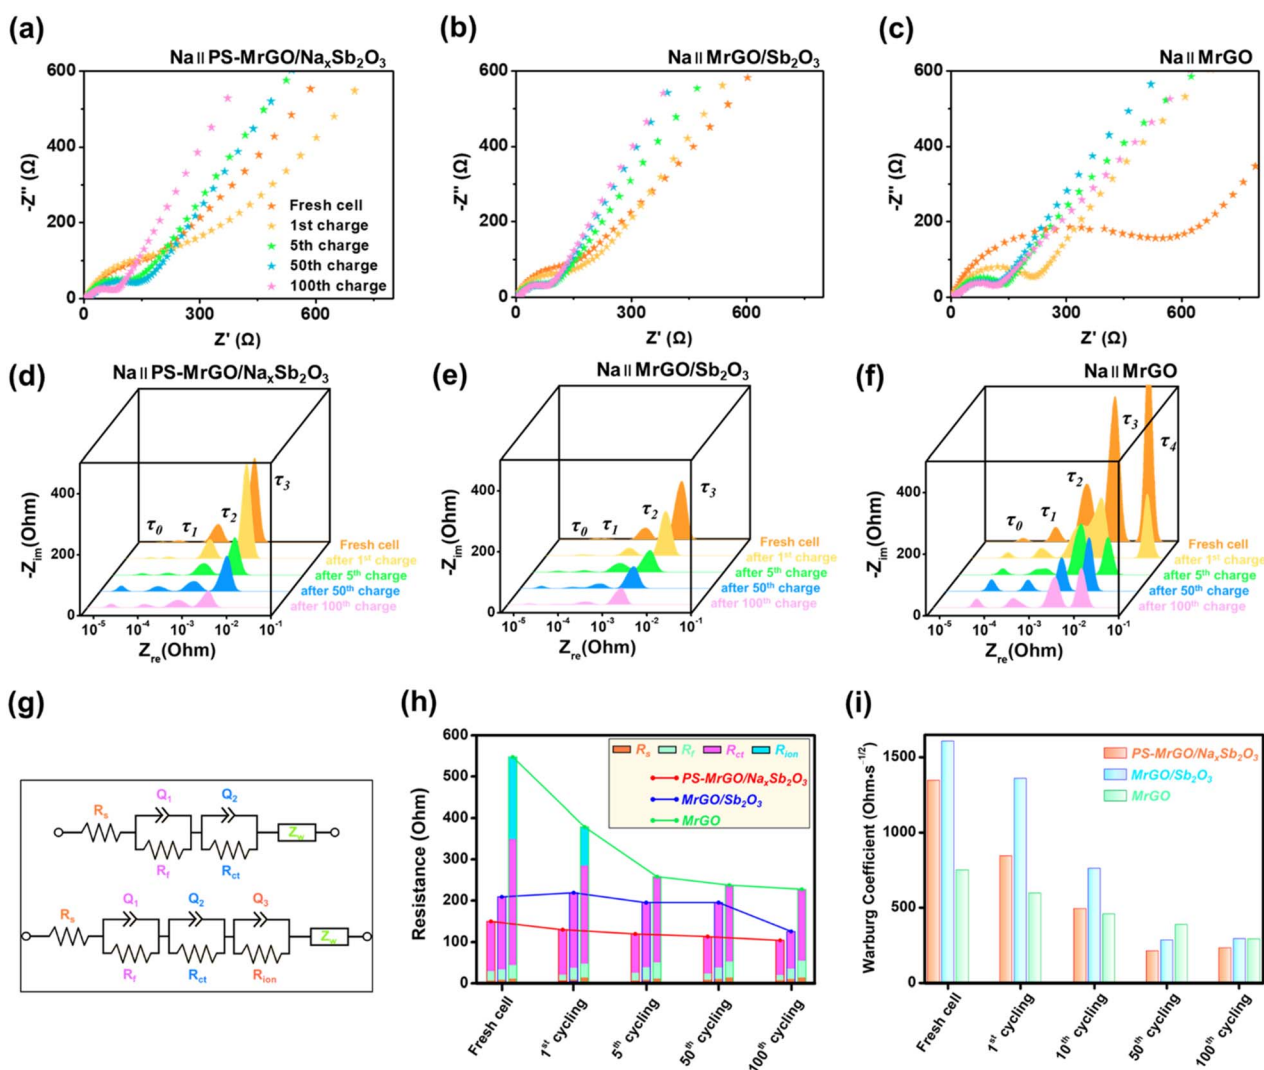 (a)
Na॥PS-MrGO/NaₓSb₂O₃
600
400
200
0
-Z'' (Ω)
0 300 600
Z' (Ω)
Fresh cell
1st charge
5th charge
50th charge
100th charge
(b)
Na॥MrGO/Sb₂O₃
600
400
200
0
-Z'' (Ω)
0 300 600
Z' (Ω)
(c)
Na॥MrGO
600
400
200
0
-Z'' (Ω)
0 300 600
Z' (Ω)
(d)
Na॥PS-MrGO/NaₓSb₂O₃
400
200
0
-Zim(Ohm)
τ₀ τ₁ τ₂ τ₃
Fresh cell
after 1st charge
after 5th charge
after 50th charge
after 100th charge
10⁻⁵ 10⁻⁴ 10⁻³ 10⁻² 10⁻¹
Zre(Ohm)
(e)
Na॥MrGO/Sb₂O₃
400
200
0
-Zim(Ohm)
τ₀ τ₁ τ₂ τ₃
Fresh cell
after 1st charge
after 5th charge
after 50th charge
after 100th charge
10⁻⁵ 10⁻⁴ 10⁻³ 10⁻² 10⁻¹
Zre(Ohm)
(f)
Na॥MrGO
400
200
0
-Zim(Ohm)
τ₀ τ₁ τ₂ τ₃ τ₄
Fresh cell
after 1st charge
after 5th charge
after 50th charge
after 100th charge
10⁻⁵ 10⁻⁴ 10⁻³ 10⁻² 10⁻¹
Zre(Ohm)
(g)
Rs Q₁ Q₂ Zw
Rf Rct
Rs Q₁ Q₂ Q₃ Zw
Rf Rct Rion
(h)
600
500
400
300
200
100
0
Resistance (Ohm)
Rs Rf Rct Rion
PS-MrGO/NaₓSb₂O₃
MrGO/Sb₂O₃
MrGO
Fresh cell
1st cycling
5th cycling
50th cycling
100th cycling
(i)
1500
1000
500
0
Warburg Coefficient (Ohm·s⁻¹/²)
PS-MrGO/NaₓSb₂O₃
MrGO/Sb₂O₃
MrGO
Fresh cell
1st cycling
10th cycling
50th cycling
100th cycling